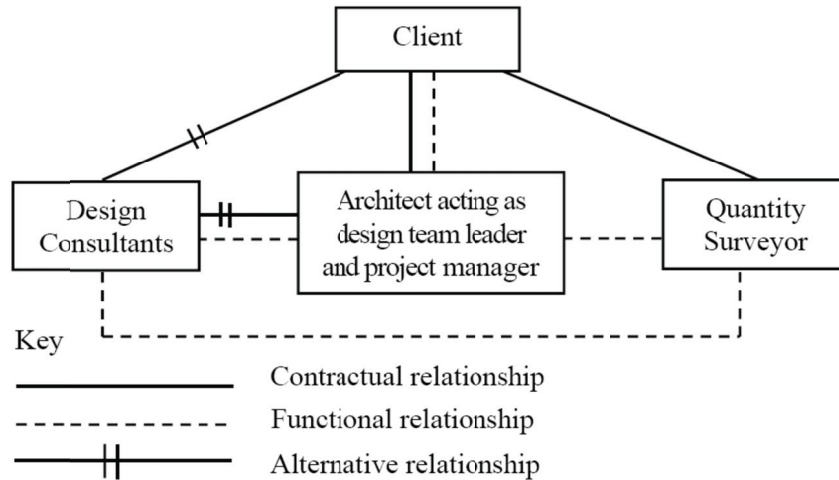 Client
Design
Consultants
Architect acting as
design team leader
and project manager
Quantity
Surveyor
Key
Contractual relationship
Functional relationship
Alternative relationship